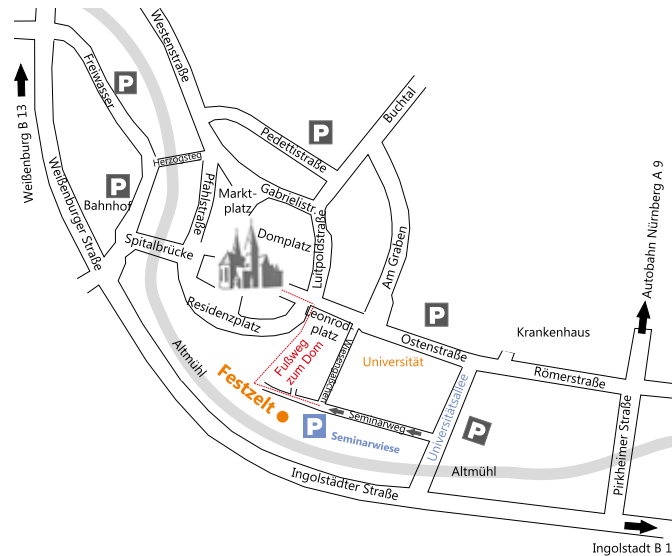 Westenstraße
Freiwasser
P
P
Buchtal
Weißenburg B 13
Pedettistraße
Herzogsteg
P
Bahnhof
Weißenburger Straße
Pfahlstraße
Markt-
platz
Gabrielistr.
Domplatz
Luitpoldstraße
Am Graben
Autobahn Nürnberg A 9
Spitalbrücke
Residenzplatz
Leonrod-
platz
P
Ostenstraße
Krankenhaus
Altmühl
Fußweg
zum Dom
Wiesengäßchen
Universität
Römerstraße
Festzelt
Universitätsallee
Pirkheimer Straße
Seminarweg
P
P
Seminarwiese
Altmühl
Ingolstädter Straße
Ingolstadt B 1